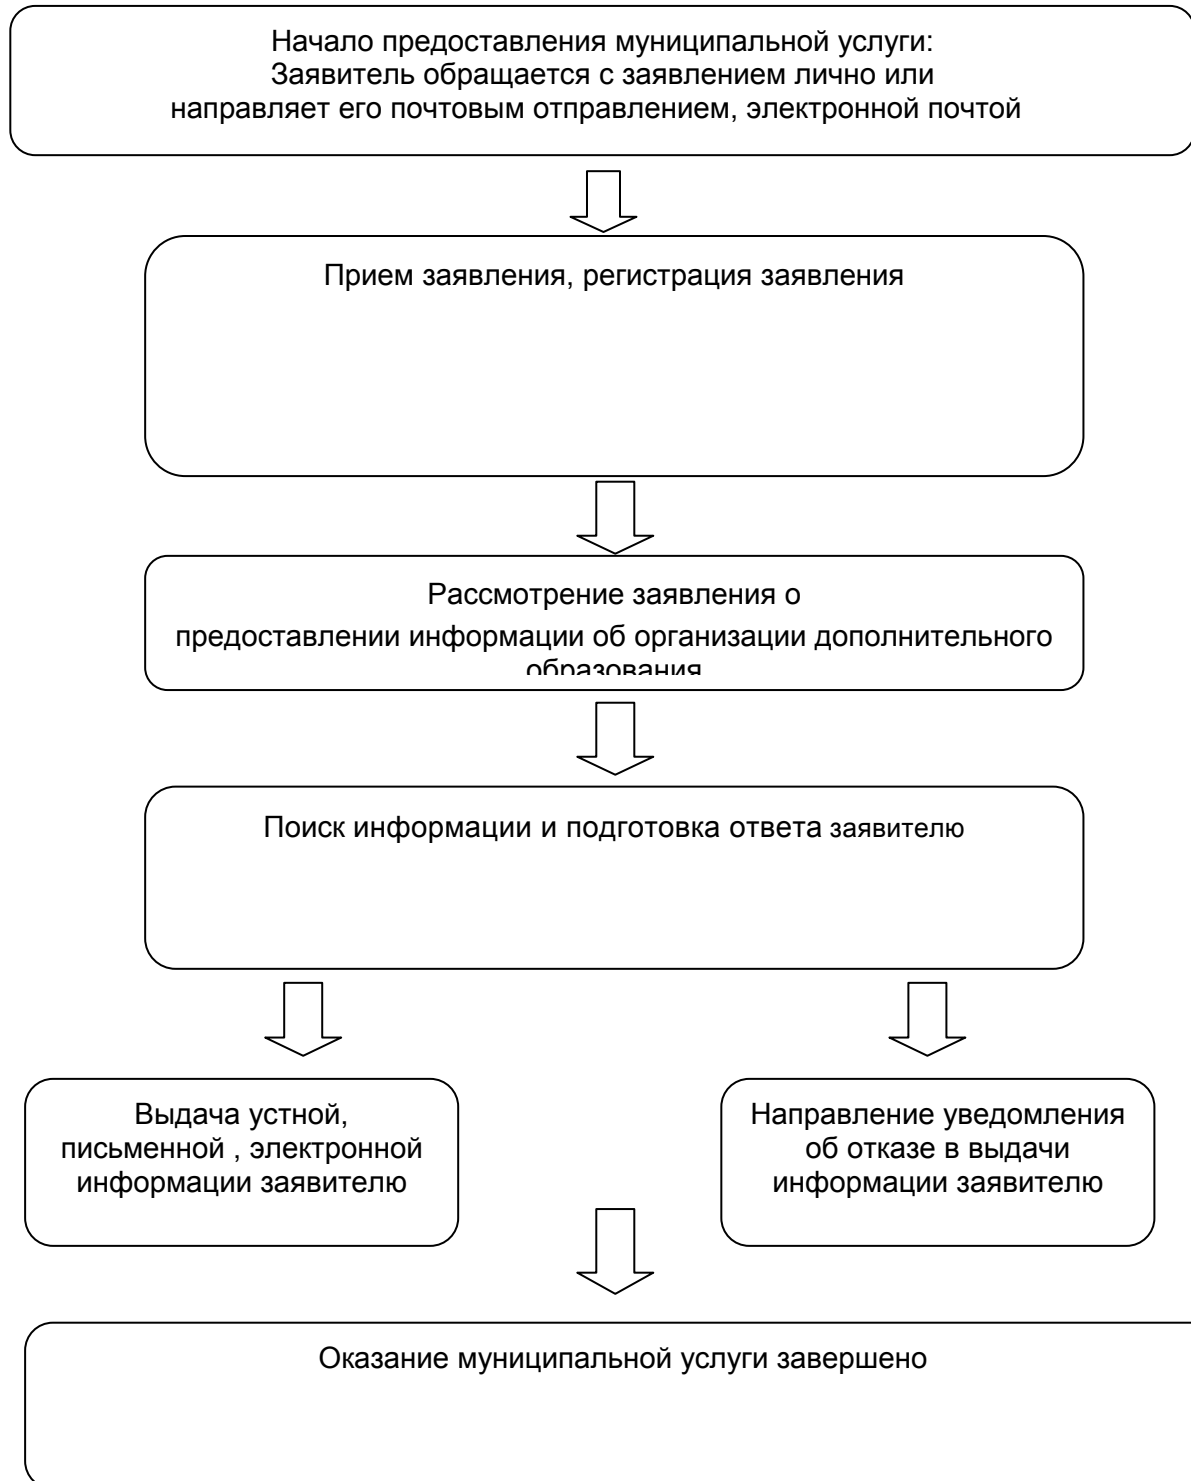 Начало предоставления муниципальной услуги:
Заявитель обращается с заявлением лично или
направляет его почтовым отправлением, электронной почтой
Прием заявления, регистрация заявления
Рассмотрение заявления о
предоставлении информации об организации дополнительного
образования
Поиск информации и подготовка ответа заявителю
Выдача устной,
письменной , электронной
информации заявителю
Направление уведомления
об отказе в выдачи
информации заявителю
Оказание муниципальной услуги завершено